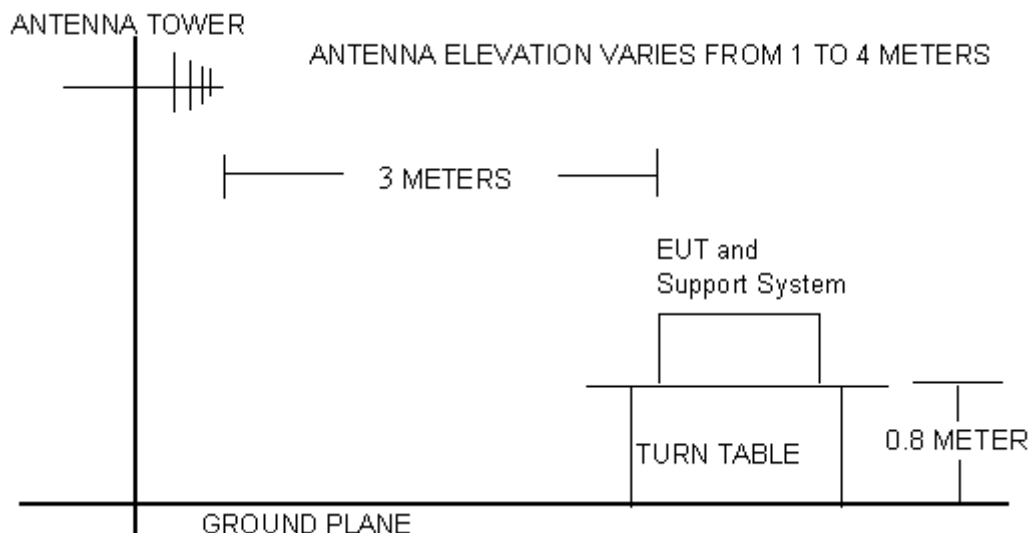 ANTENNA TOWER
ANTENNA ELEVATION VARIES FROM 1 TO 4 METERS
3 METERS
EUT and
Support System
0.8 METER
TURN TABLE
GROUND PLANE